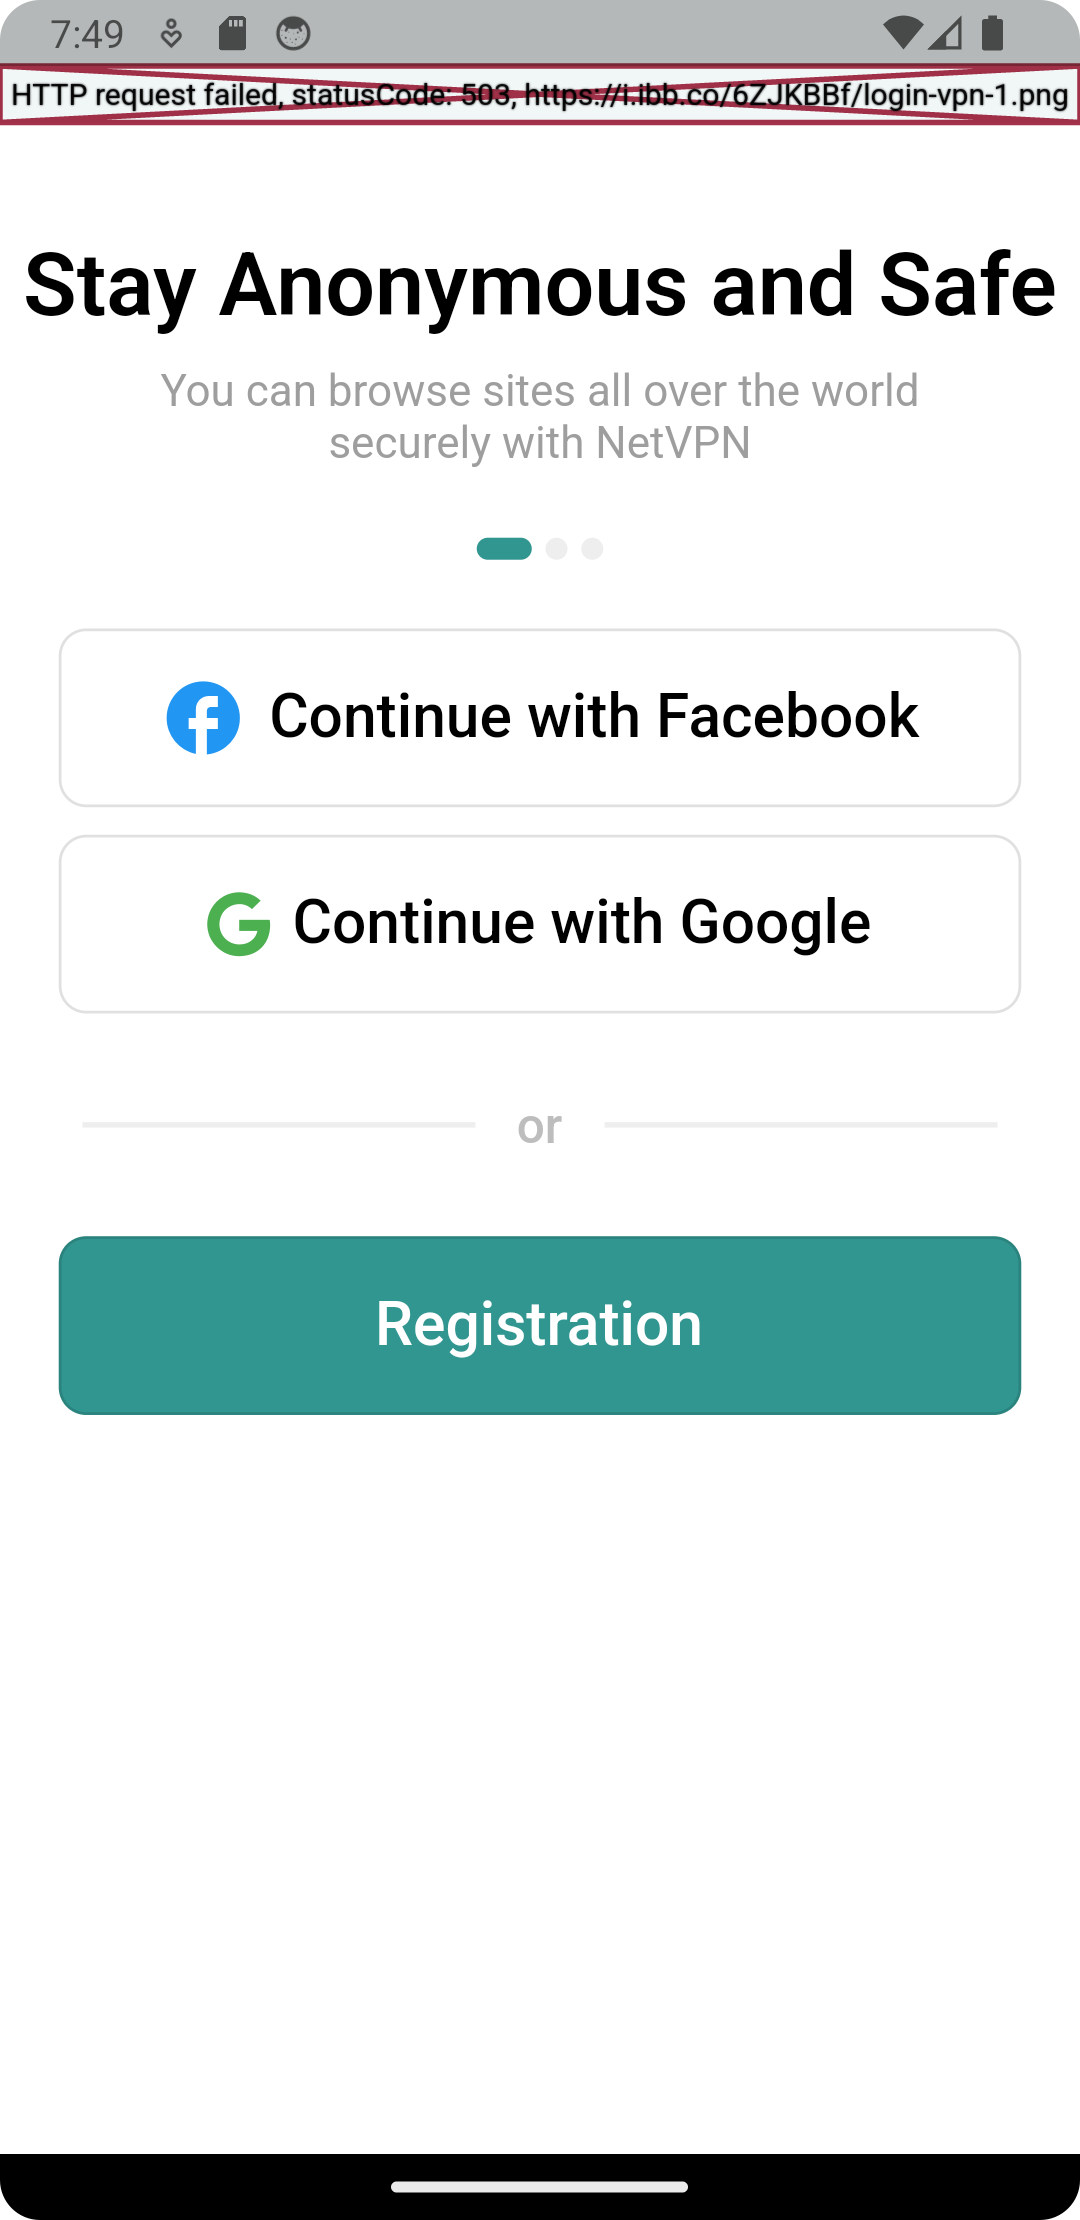 7:49
HTTP request failed, statusCode: 503, https://i.ibb.co/6ZJKBBf/login-vpn-1.png
Stay Anonymous and Safe
You can browse sites all over the world
securely with NetVPN
Continue with Facebook
Continue with Google
or
Registration